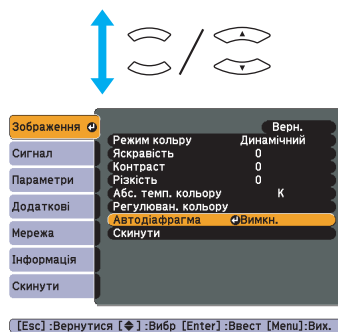 Зображення
Сигнал
Параметри
Додаткові
Мережа
Інформація
Скинути
Верн.
Режим кольру Динамічний
Яскравість 0
Контраст 0
Різкість 0
Абс. темп. кольору K
Регулюван. кольору
Автодіафрагма Вимкн.
Скинути
[Esc] :Вернутися [ ] :Вибр [Enter] :Ввест [Menu]:Вих.